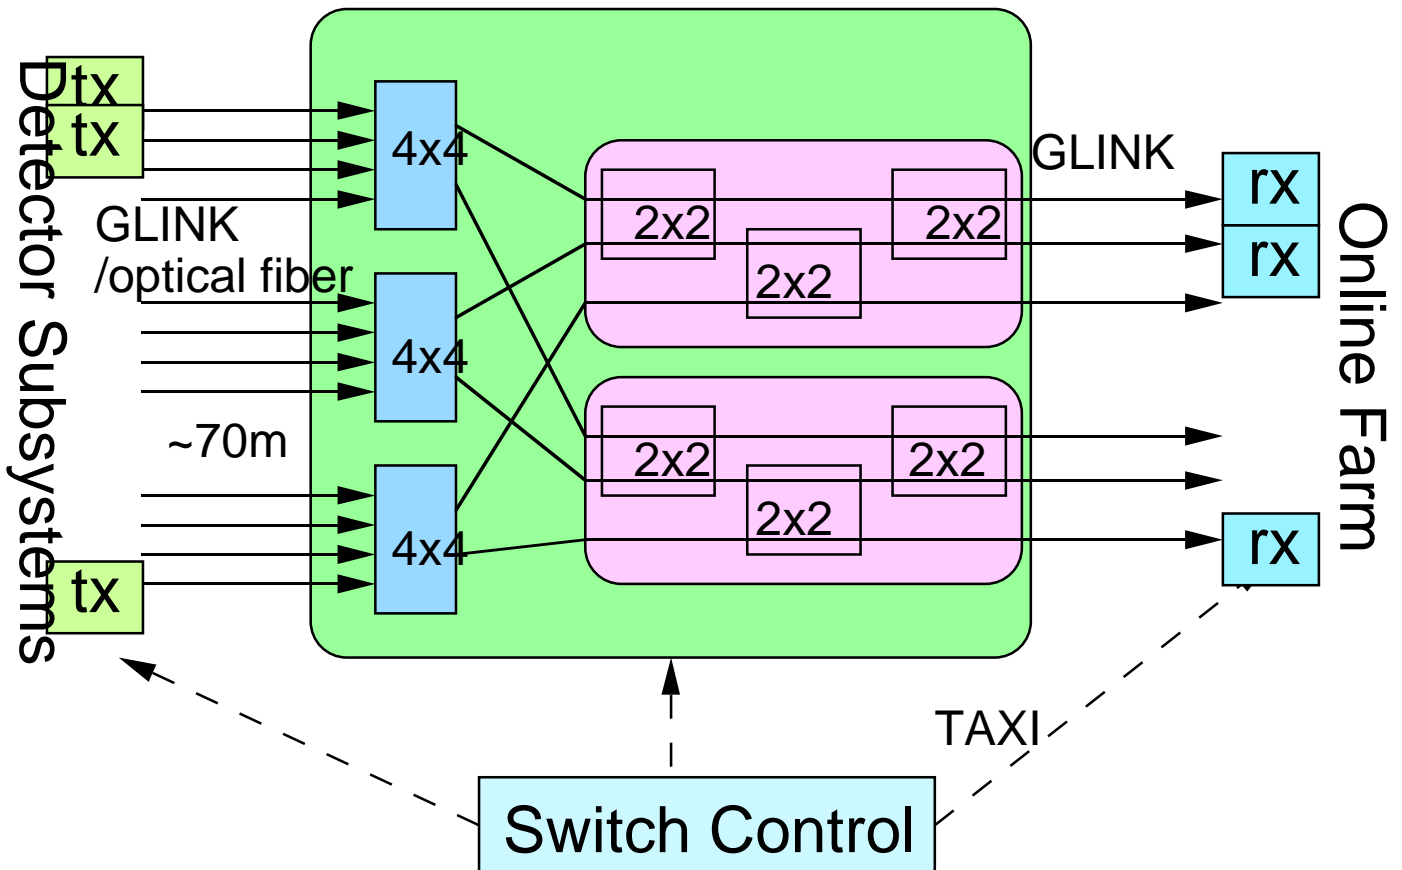 Detector Subsystems
tx
tx
GLINK
/optical fiber
~70m
tx
4x4
4x4
4x4
2x2
2x2
2x2
2x2
2x2
2x2
GLINK
rx
rx
rx
Online Farm
TAXI
Switch Control